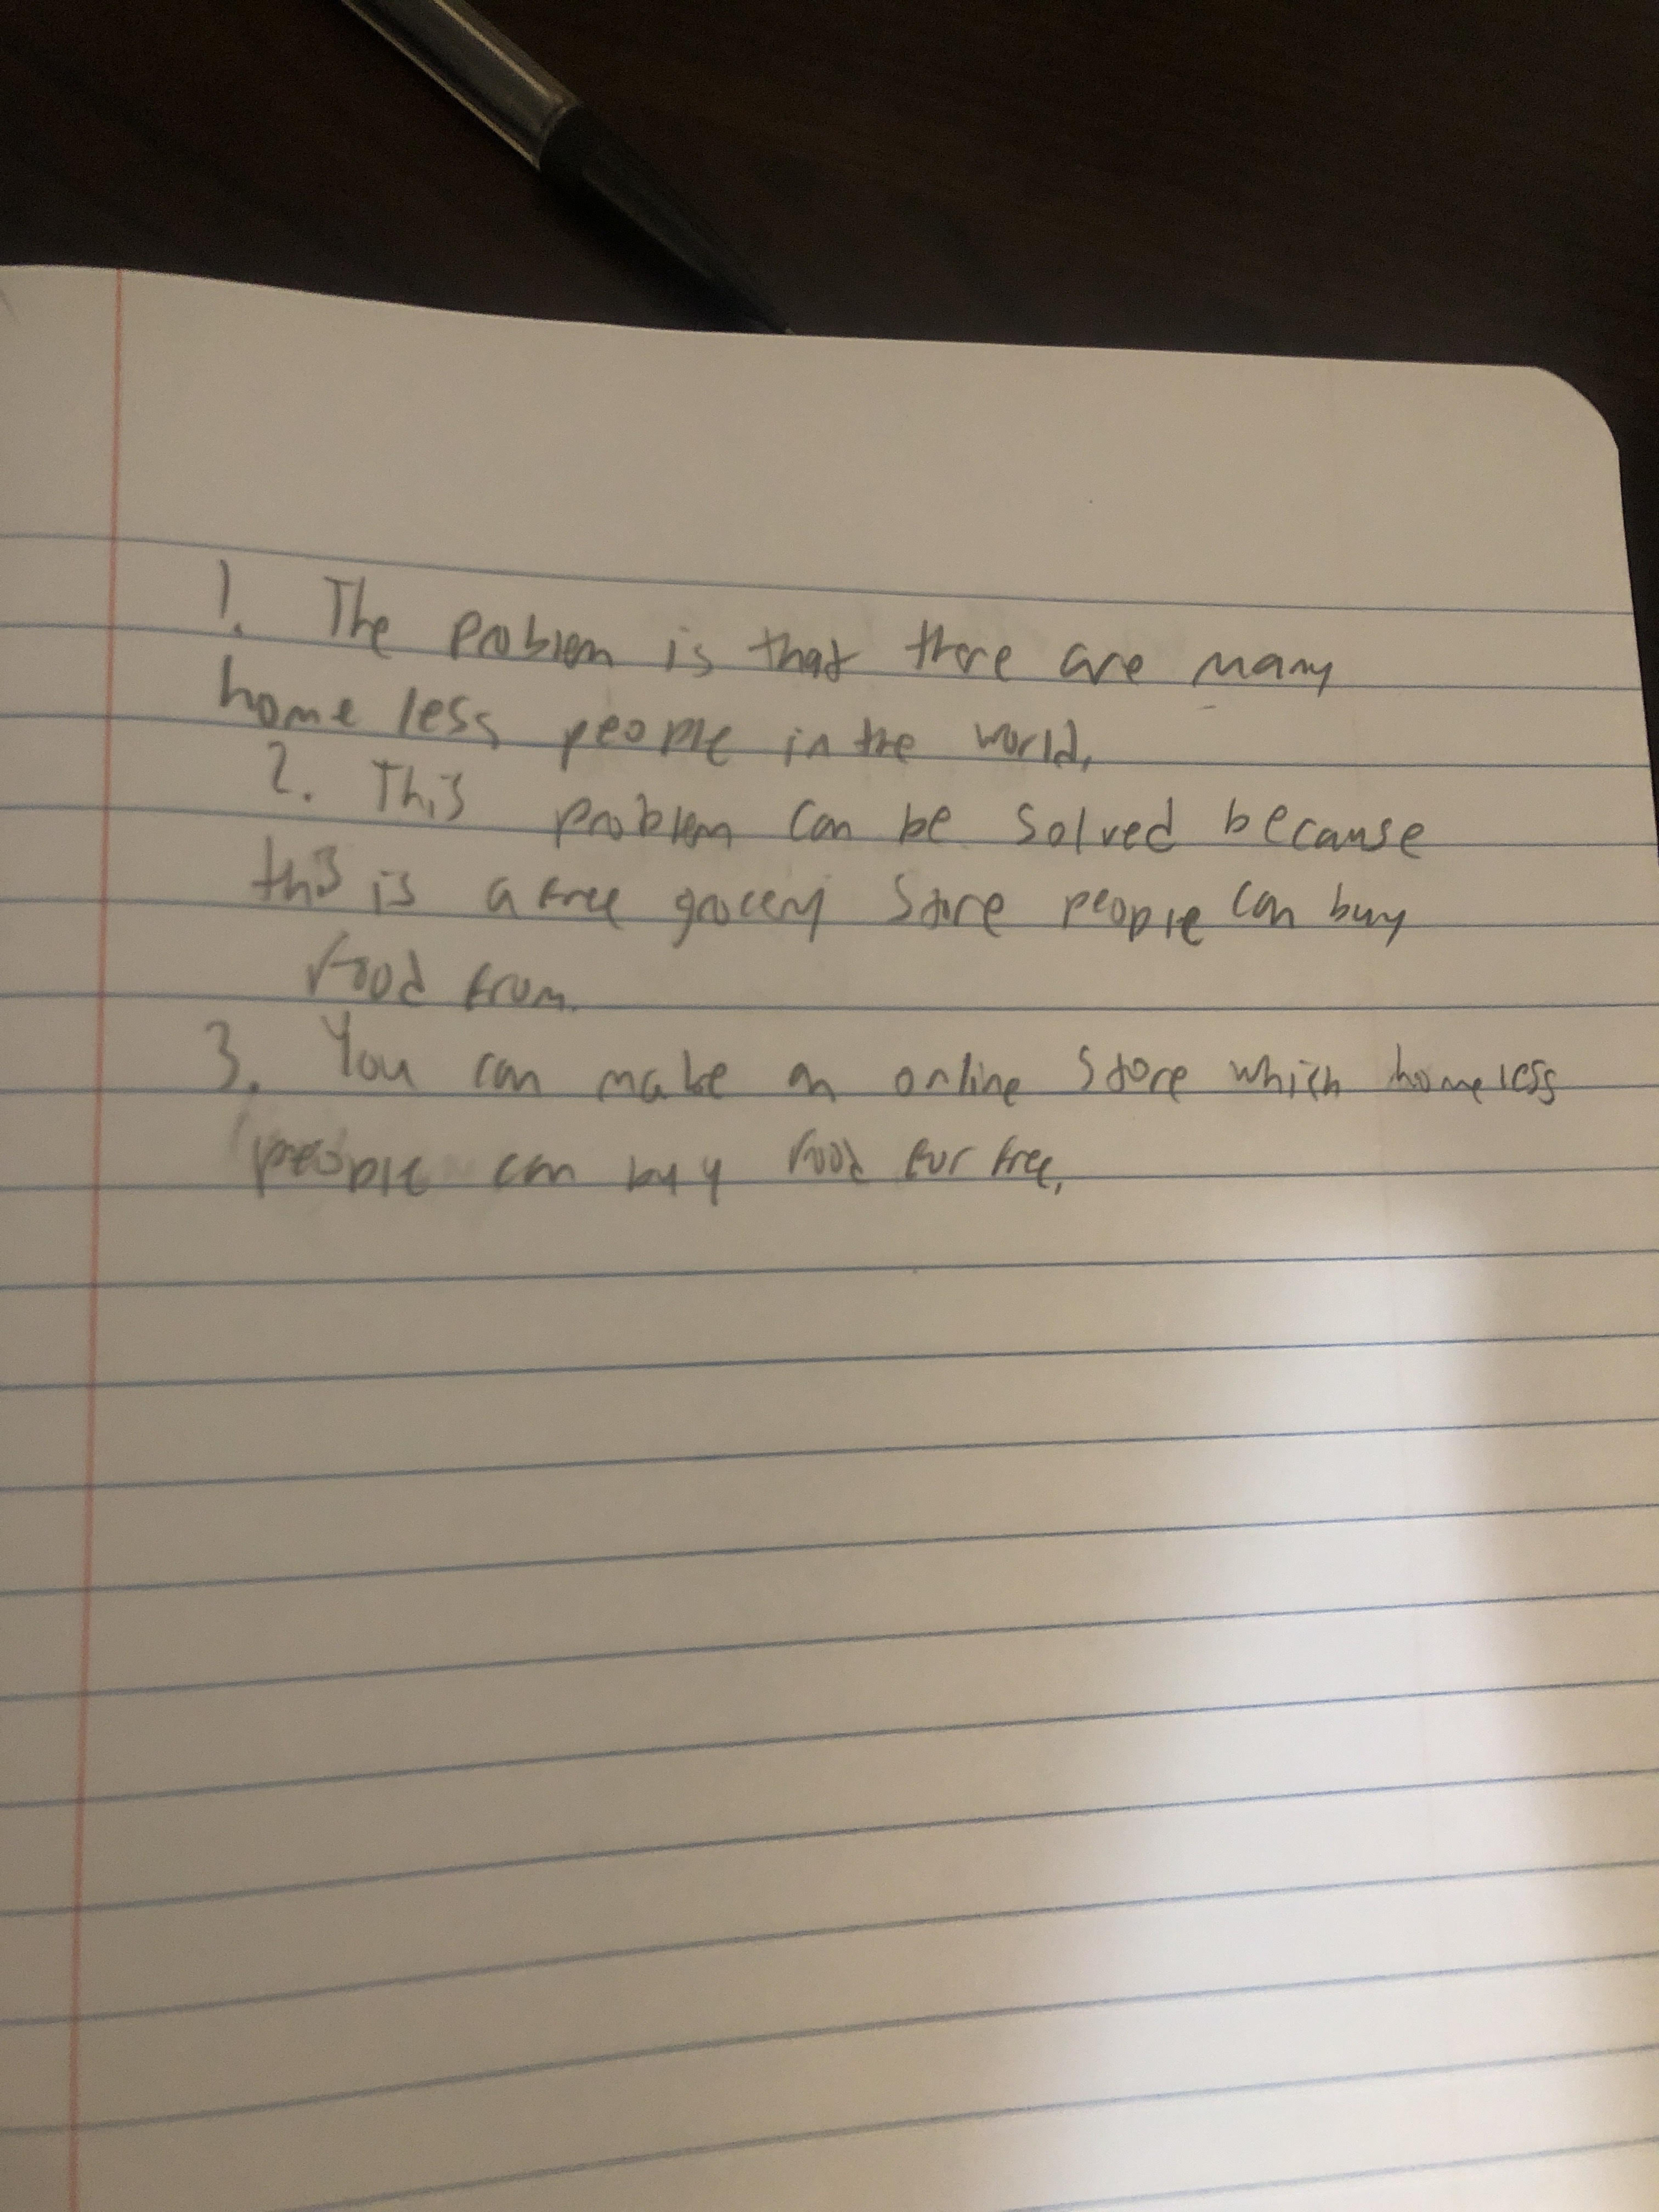 1. The problem is that there are many
home less people in the world.
2. This problem can be solved because
this is a free grocery store people can buy
food from.
3. You can make an online store which homeless
people can buy food for free.